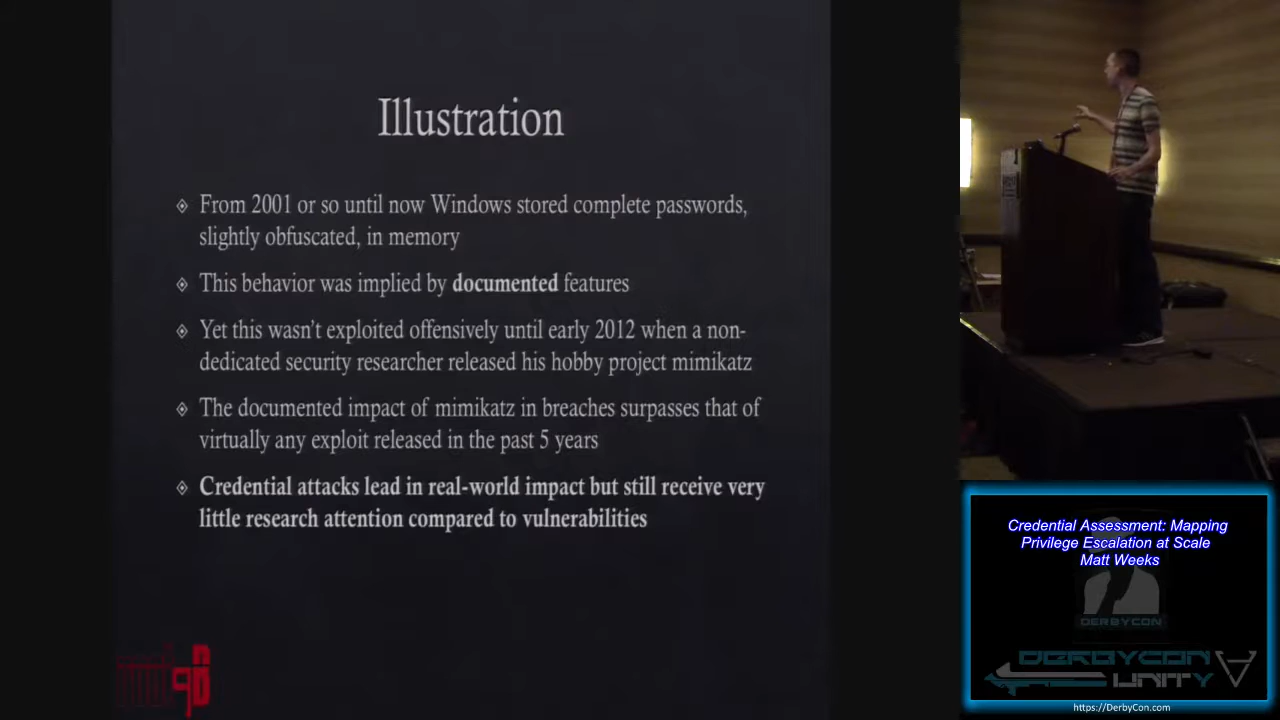 Illustration
From 2001 or so until now Windows stored complete passwords,
slightly obfuscated, in memory
This behavior was implied by documented features
Yet this wasn't exploited offensively until early 2012 when a non-
dedicated security researcher released his hobby project mimikatz
The documented impact of mimikatz in breaches surpasses that of
virtually any exploit released in the past 5 years
Credential attacks lead in real-world impact but still receive very
little research attention compared to vulnerabilities
Credential Assessment: Mapping
Privilege Escalation at Scale
Matt Weeks
DERBYCON
DERBYCON
UNITY
https://DerbyCon.com